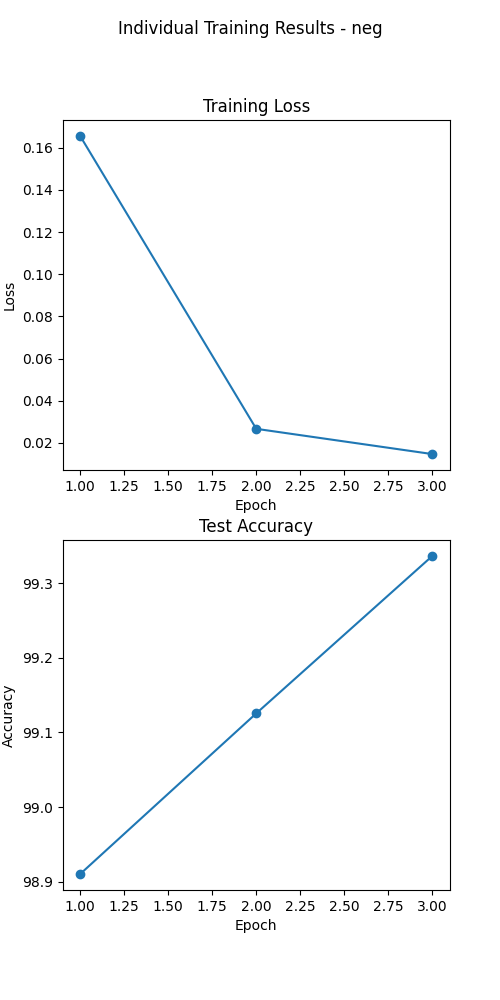 Individual Training Results - neg
Training Loss
Loss
0.16
0.14
0.12
0.10
0.08
0.06
0.04
0.02
1.00 1.25 1.50 1.75 2.00 2.25 2.50 2.75 3.00
Epoch
Test Accuracy
Accuracy
99.3
99.2
99.1
99.0
98.9
1.00 1.25 1.50 1.75 2.00 2.25 2.50 2.75 3.00
Epoch